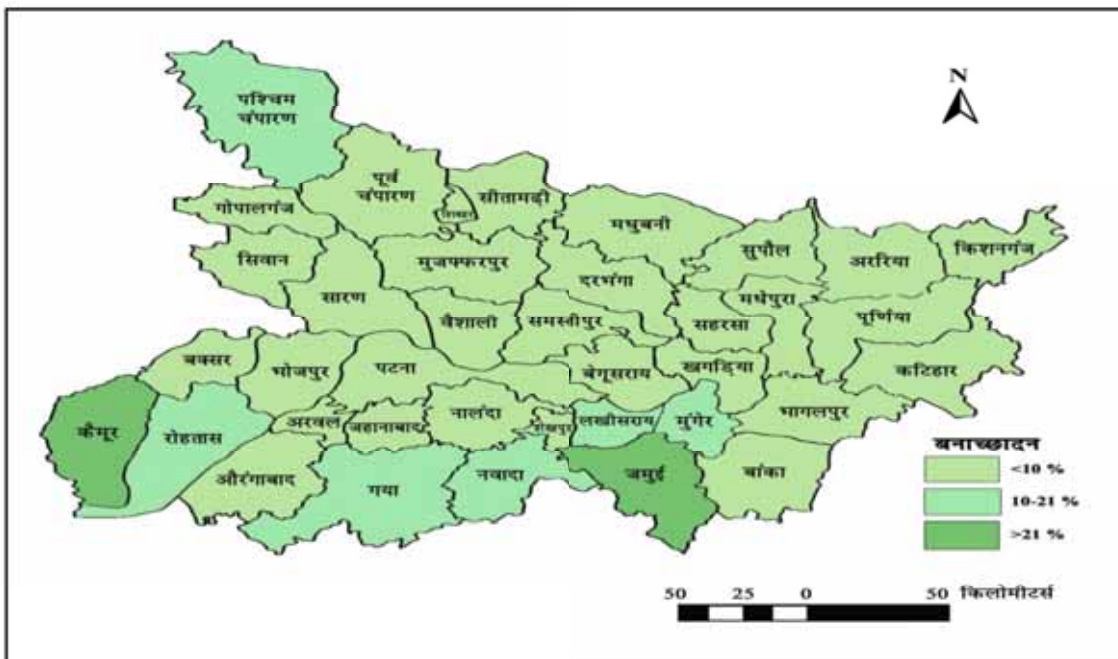 N
पश्चिम
चंपारण
पूर्व
चंपारण
सीतामढ़ी
गोपालगंज
मधुबनी
सिवान
मुजफ्फरपुर
सुपौल
अररिया
किशनगंज
दरभंगा
सारण
मधेपुरा
वैशाली
समस्तीपुर
सहरसा
पूर्णिया
बक्सर
भोजपुर
पटना
बेगूसराय
खगड़िया
कटिहार
कैमूर
रोहतास
अरवल
जहानाबाद
नालंदा
लखीसराय
मुंगेर
भागलपुर
औरंगाबाद
गया
नवादा
जमुई
बांका
बनाच्छादन
<10 %
10-21 %
>21 %
50 25 0 50 किलोमीटर्स